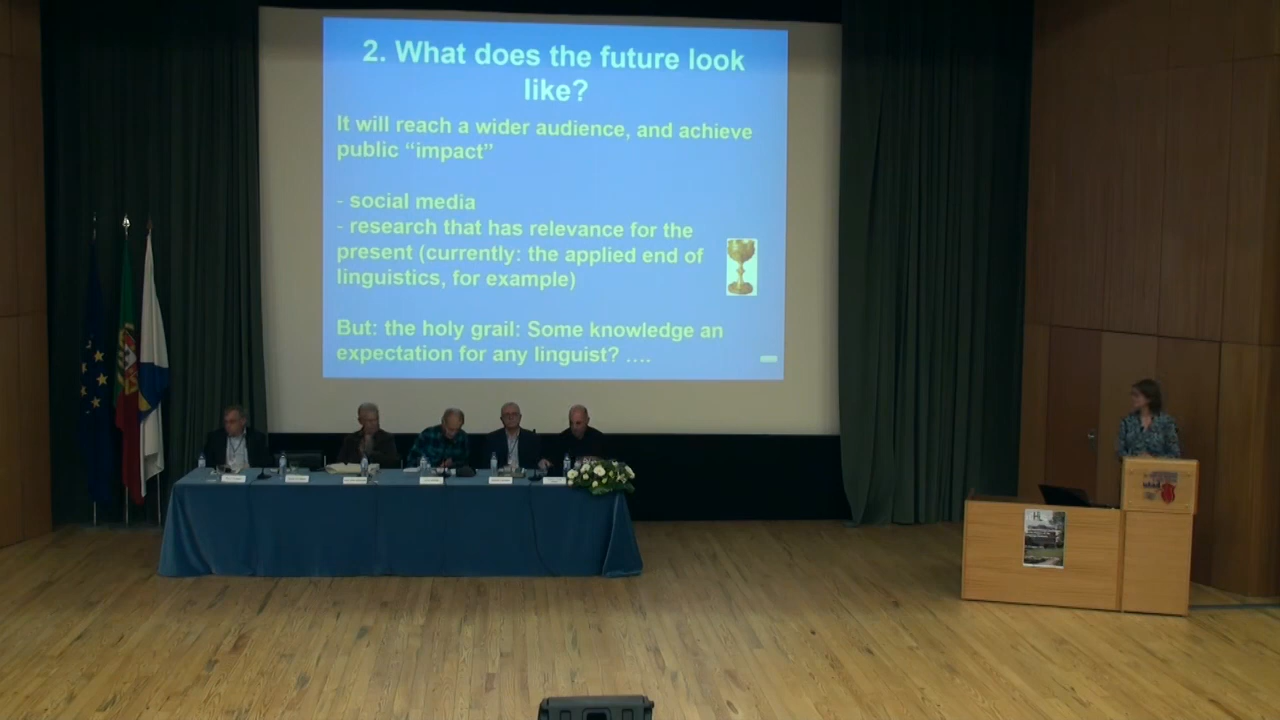 2. What does the future look
like?
It will reach a wider audience, and achieve
public “impact”
- social media
- research that has relevance for the
present (currently: the applied end of
linguistics, for example)
But: the holy grail: Some knowledge an
expectation for any linguist? ....